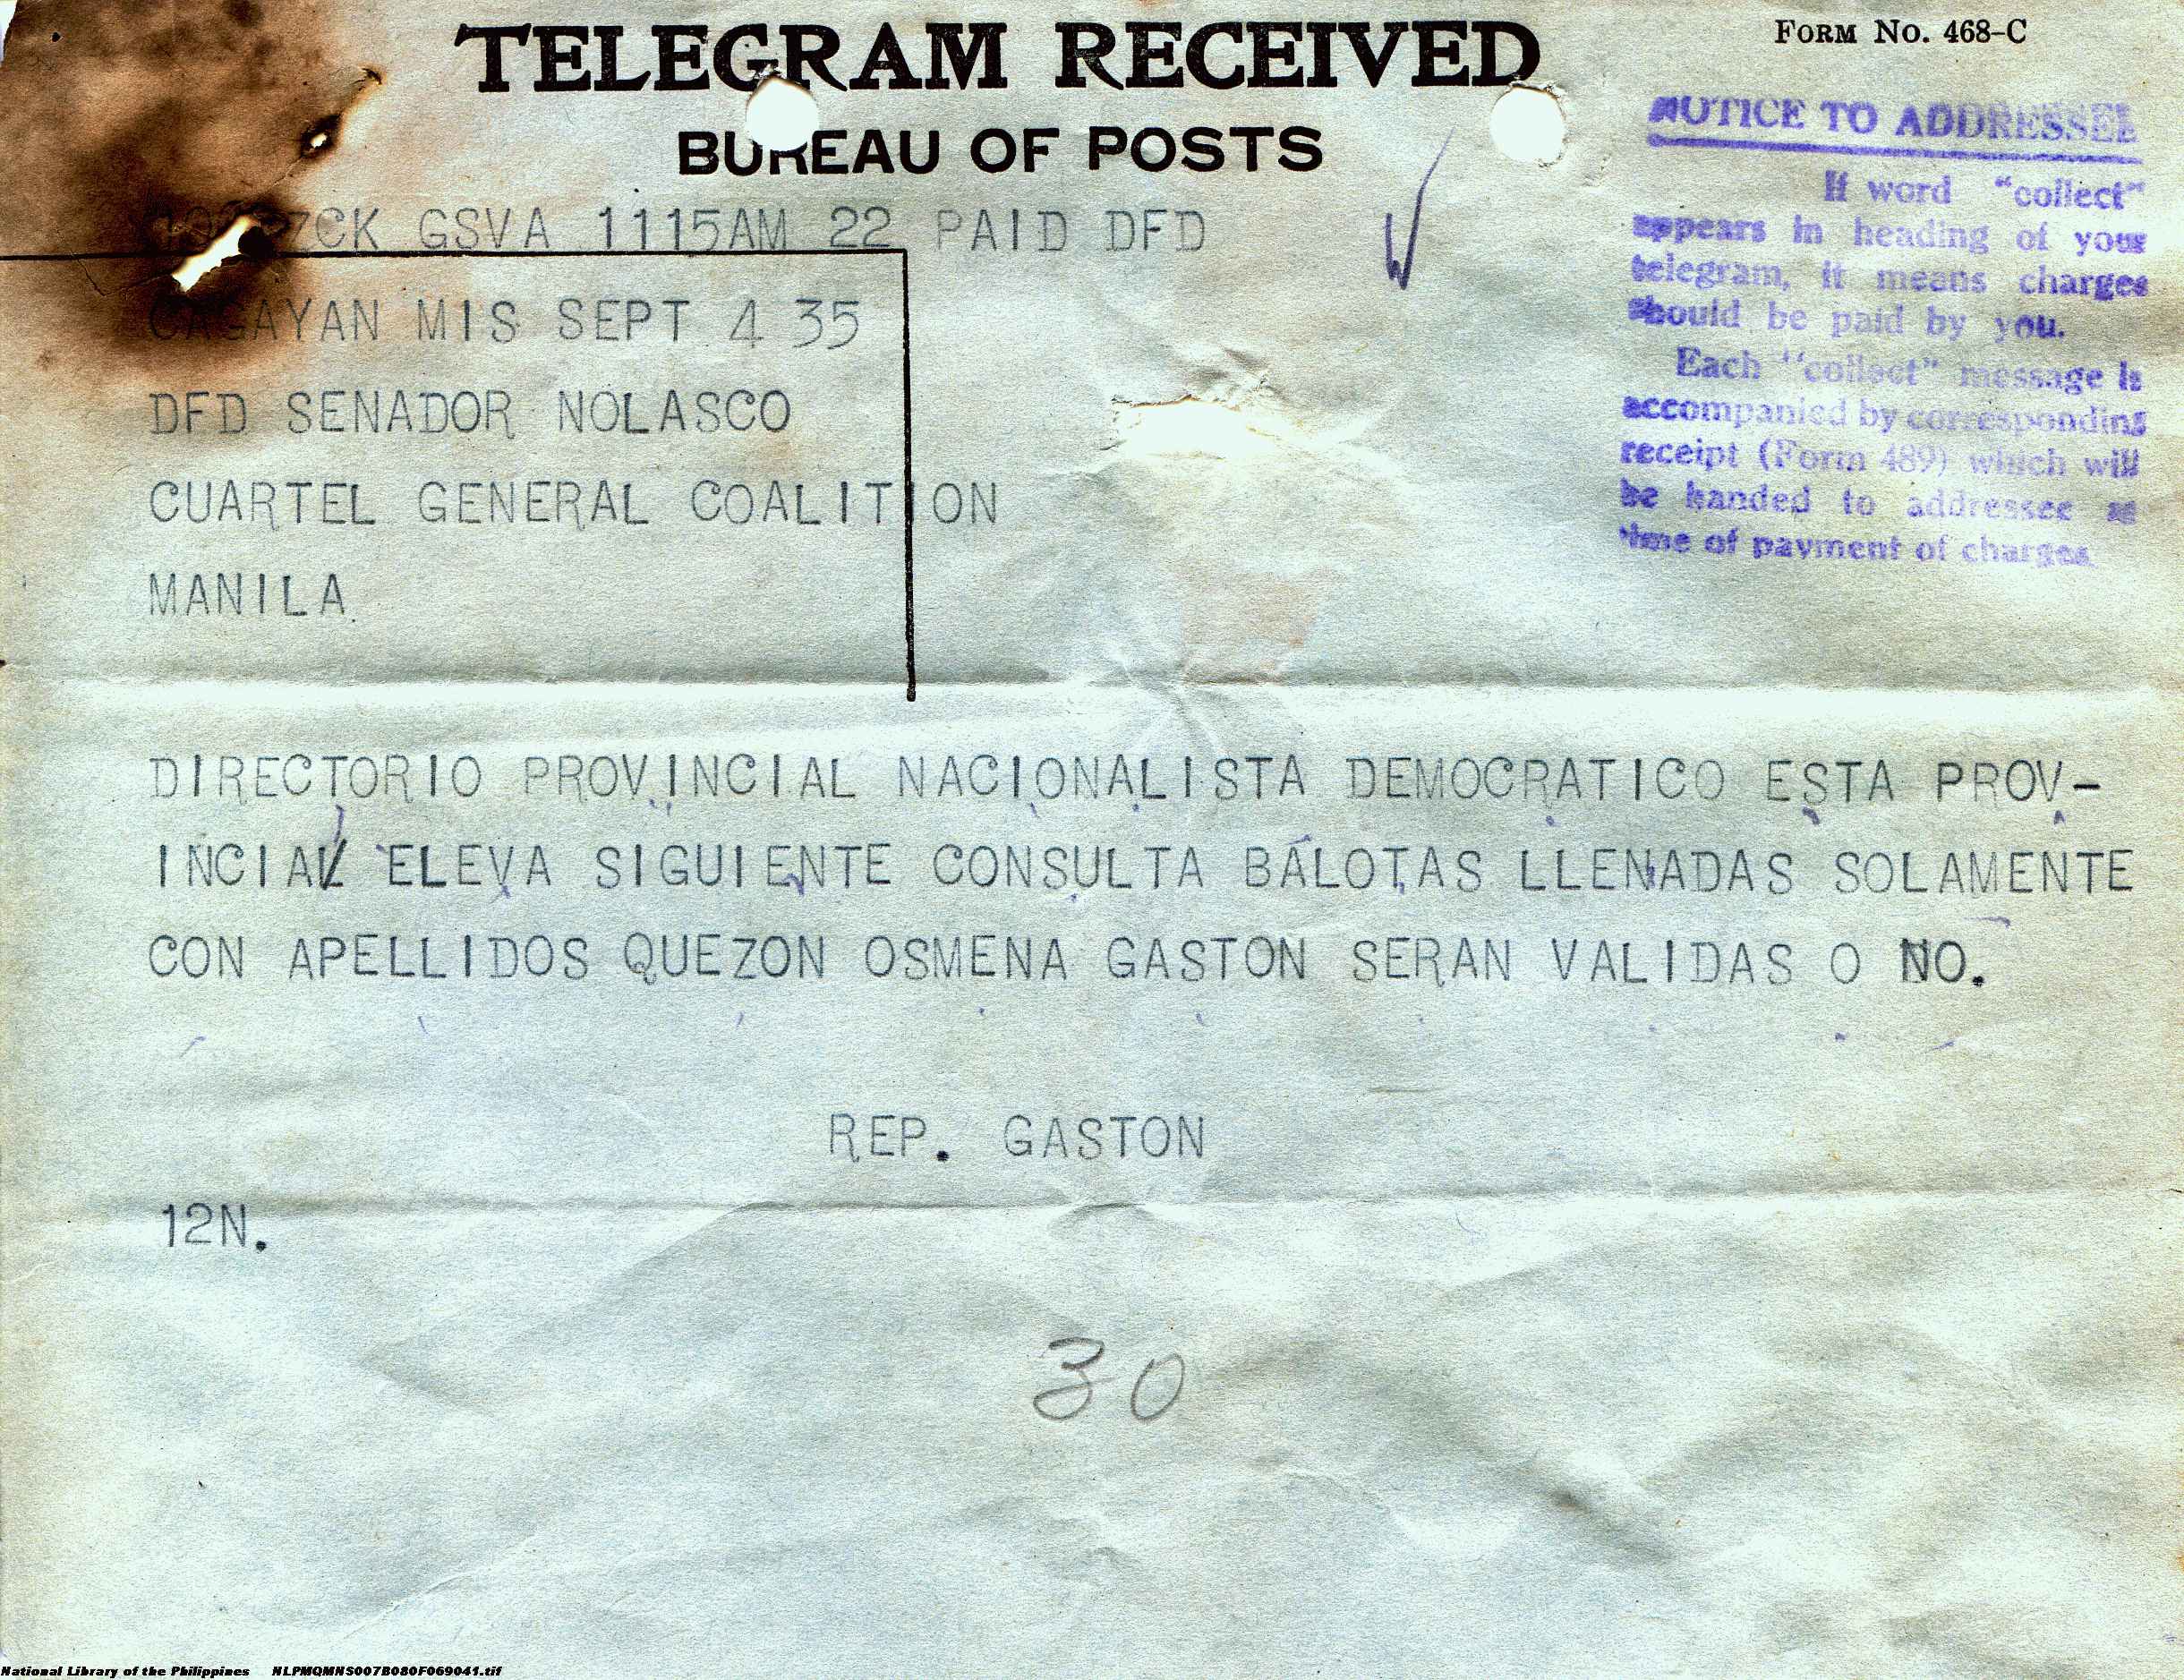 TELEGRAM RECEIVED
FORM NO. 468-C
BUREAU OF POSTS
NOTICE TO ADDRESSEE
If word "collect"
appears in heading of your
telegram, it means charges
should be paid by you.
Each "collect" message is
accompanied by corresponding
receipt (Form 489) which will
be handed to addressee at
time of payment of charges
GSVA 1115AM 22 PAID DFD
CAGAYAN MIS SEPT 4 35
DFD SENADOR NOLASCO
CUARTEL GENERAL COALITION
MANILA
DIRECTORIO PROVINCIAL NACIONALISTA DEMOCRATICO ESTA PROV-
INCIAL ELEVA SIGUIENTE CONSULTA BALOTAS LLENADAS SOLAMENTE
CON APELLIDOS QUEZON OSMENA GASTON SERAN VALIDAS O NO.
REP. GASTON
12N.
30
National Library of the Philippines NLPMQMNS007B080F069041.tif